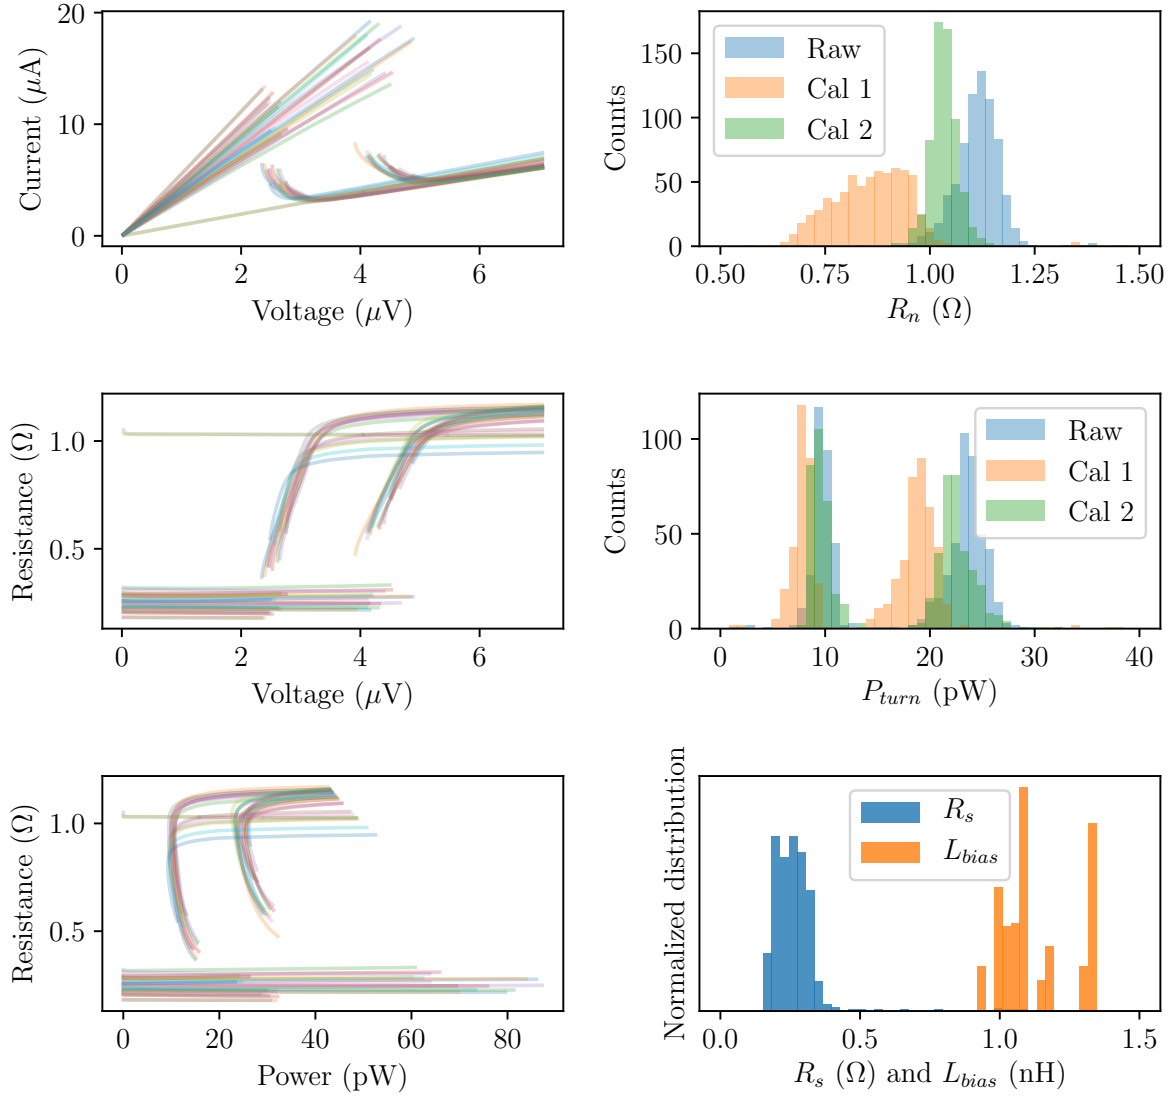 20
10
0
Current (μA)
0 2 4 6
Voltage (μV)
150
100
50
0
Counts
Raw
Cal 1
Cal 2
0.50 0.75 1.00 1.25 1.50
R_n (Ω)
1.0
0.5
Resistance (Ω)
0 2 4 6
Voltage (μV)
100
50
0
Counts
Raw
Cal 1
Cal 2
0 10 20 30 40
P_turn (pW)
1.0
0.5
Resistance (Ω)
0 20 40 60 80
Power (pW)
Normalized distribution
R_s
L_bias
0.0 0.5 1.0 1.5
R_s (Ω) and L_bias (nH)